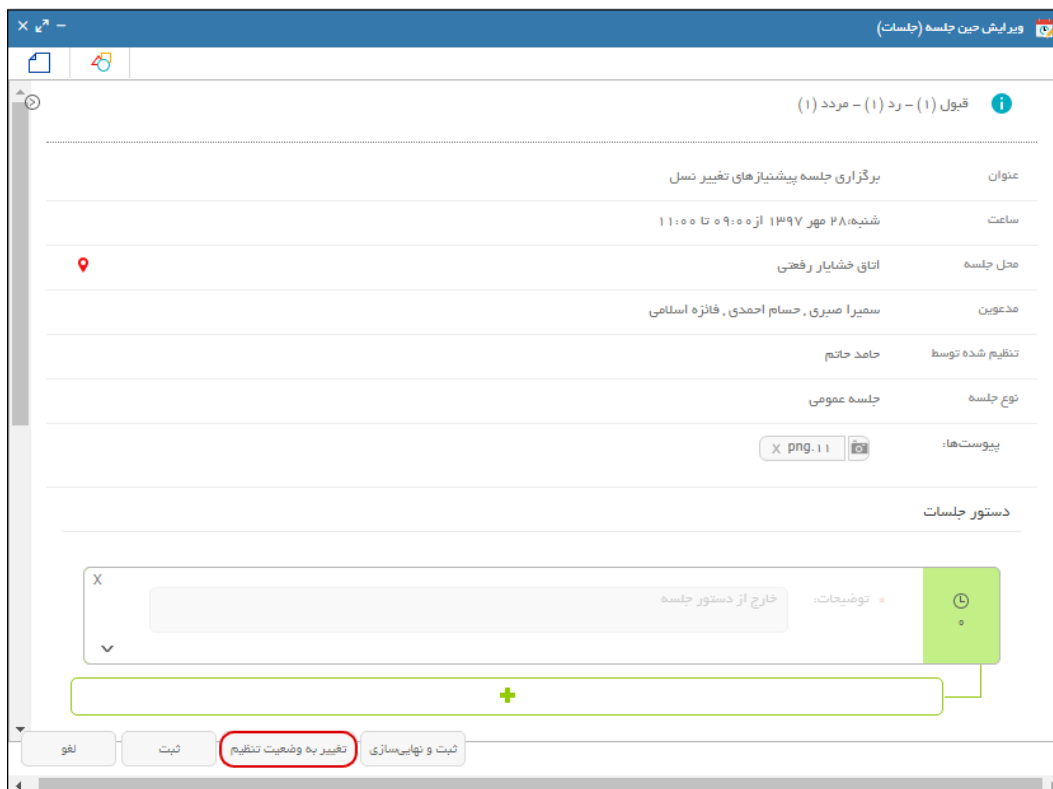 ویرایش حین جلسه (جلسات)
قبول (۱) - رد (۱) - مردد (۱)
عنوان برگزاری جلسه پیشنیازهای تغییر نسل
ساعت شنبه،۲۸ مهر ۱۳۹۷ از ۰۹:۰۰ تا ۱۱:۰۰
محل جلسه اتاق خشایار رفعتی
مدعوین سمیرا صبری , حسام احمدی , فائزه اسلامی
تنظیم شده توسط حامد حاتم
نوع جلسه جلسه عمومی
پیوست‌ها: ۱۱.png X
دستور جلسات
X
* توضیحات: خارج از دستور جلسه
۰
ثبت و نهایی‌سازی تغییر به وضعیت تنظیم ثبت لغو